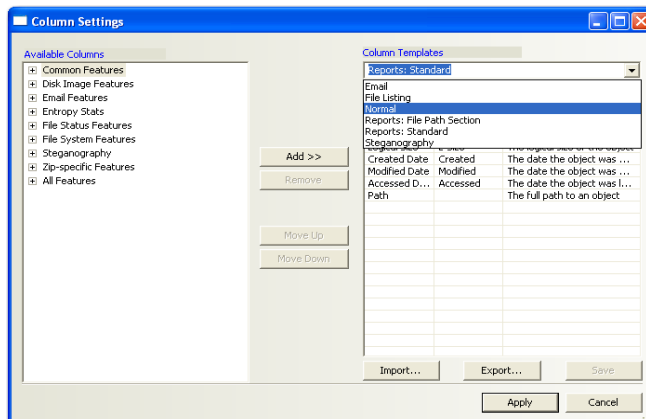 Column Settings
Available Columns
Common Features
Disk Image Features
Email Features
Entropy Stats
File Status Features
File System Features
Steganography
Zip-specific Features
All Features
Add >>
Remove
Move Up
Move Down
Column Templates
Reports: Standard
Email
File Listing
Normal
Reports: File Path Section
Reports: Standard
Steganography
Created Date Created The date the object was ...
Modified Date Modified The date the object was ...
Accessed D... Accessed The date the object was l...
Path The full path to an object
Import... Export... Save
Apply Cancel